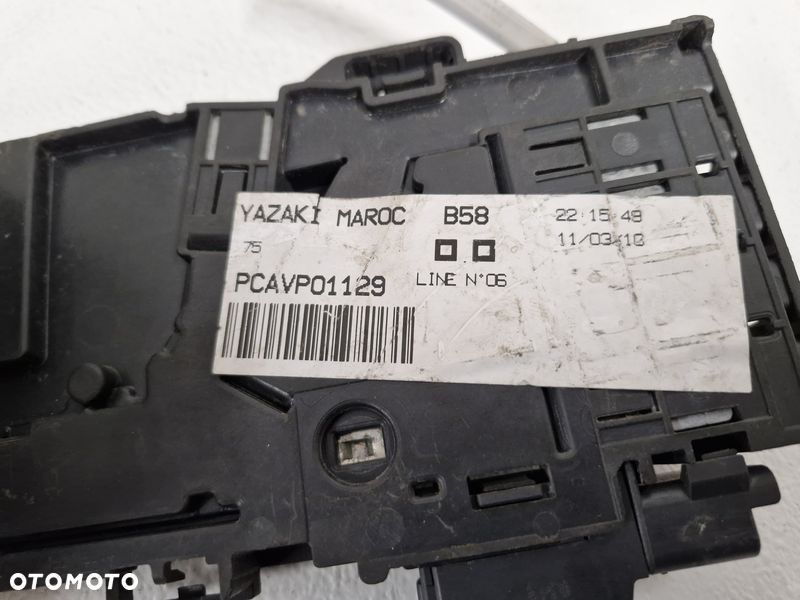 YAZAKI MAROC B58 22:15:48
75 11/03/10
PCAVP01129 LINE N°06
OTOMOTO